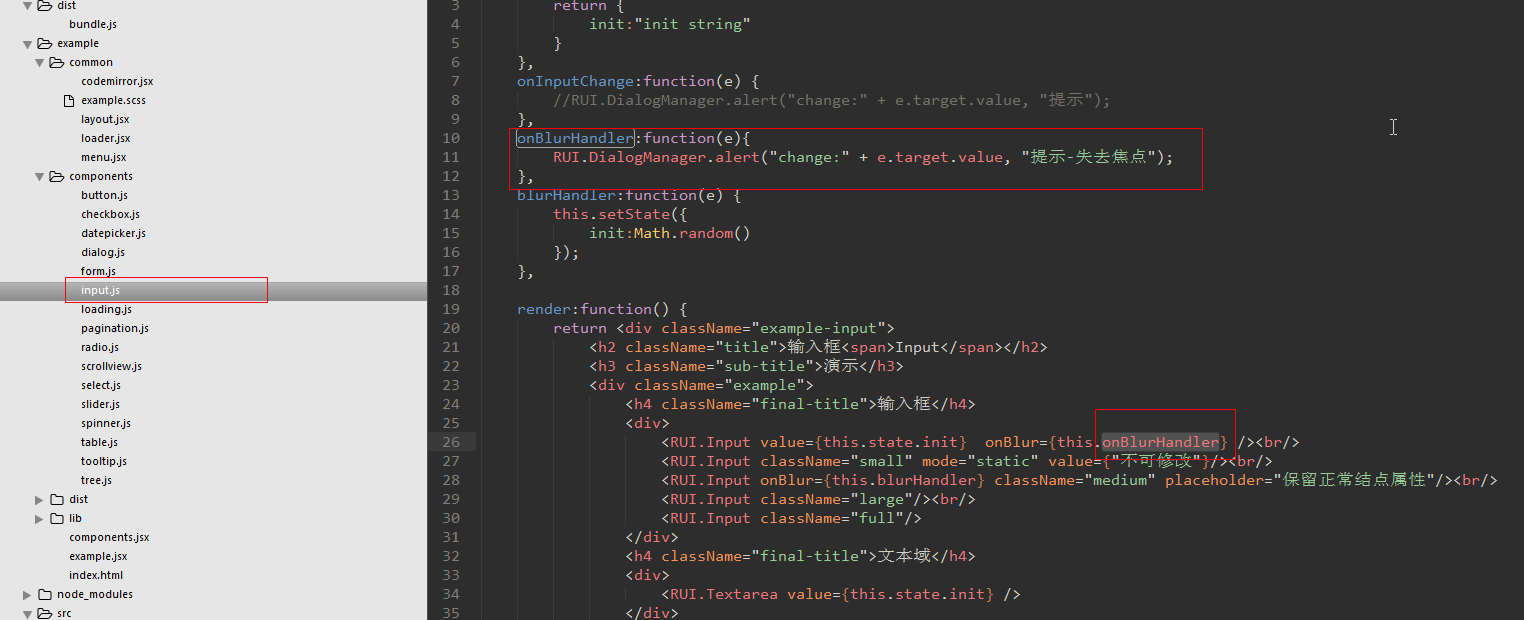 dist
bundle.js
example
common
codemirror.jsx
example.scss
layout.jsx
loader.jsx
menu.jsx
components
button.js
checkbox.js
datepicker.js
dialog.js
form.js
input.js
loading.js
pagination.js
radio.js
scrollview.js
select.js
slider.js
spinner.js
table.js
tooltip.js
tree.js
dist
lib
components.jsx
example.jsx
index.html
node_modules
src
3 return {
4 init:"init string"
5 }
6 },
7 onInputChange:function(e) {
8 //RUI.DialogManager.alert("change:" + e.target.value, "提示");
9 },
10 onBlurHandler:function(e){
11 RUI.DialogManager.alert("change:" + e.target.value, "提示-失去焦点");
12 },
13 blurHandler:function(e) {
14 this.setState({
15 init:Math.random()
16 });
17 },
18
19 render:function() {
20 return <div className="example-input">
21 <h2 className="title">输入框<span>Input</span></h2>
22 <h3 className="sub-title">演示</h3>
23 <div className="example">
24 <h4 className="final-title">输入框</h4>
25 <div>
26 <RUI.Input value={this.state.init}  onBlur={this.onBlurHandler} /><br/>
27 <RUI.Input className="small" mode="static" value={"不可修改"}/><br/>
28 <RUI.Input onBlur={this.blurHandler} className="medium" placeholder="保留正常结点属性"/><br/>
29 <RUI.Input className="large"/><br/>
30 <RUI.Input className="full"/>
31 </div>
32 <h4 className="final-title">文本域</h4>
33 <div>
34 <RUI.Textarea value={this.state.init} />
35 </div>